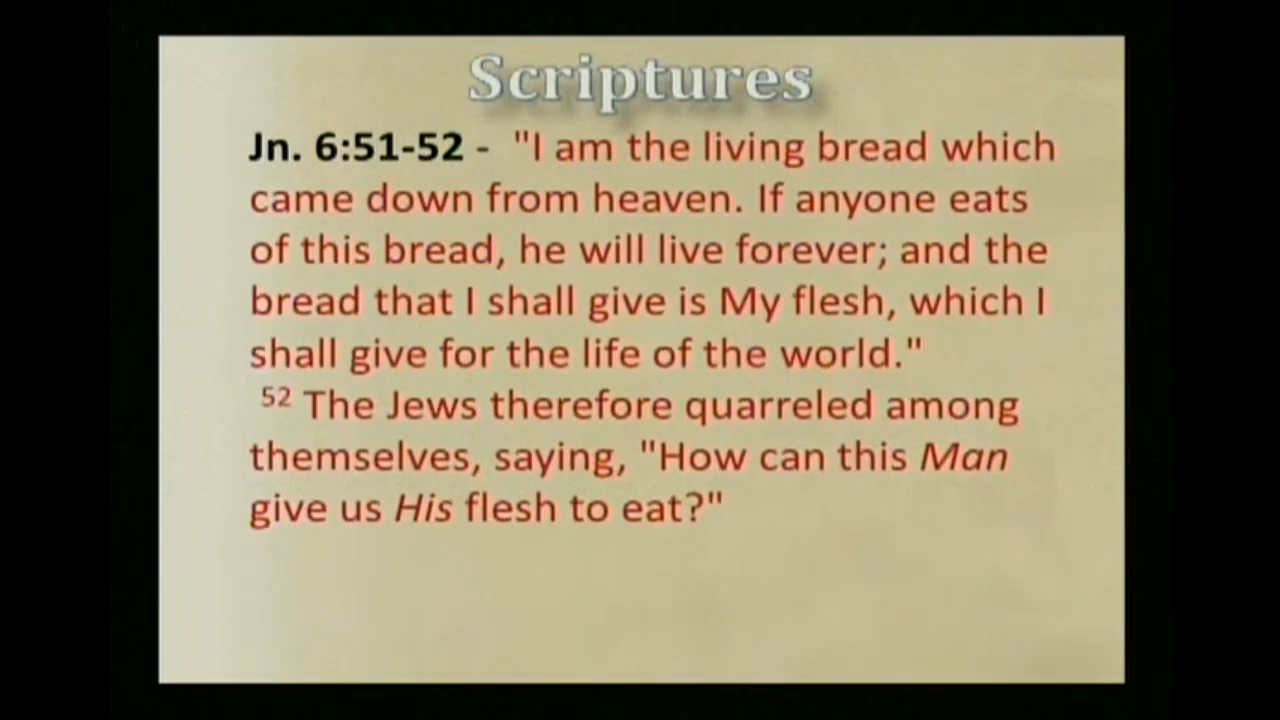 Scriptures
Jn. 6:51-52 - "I am the living bread which
came down from heaven. If anyone eats
of this bread, he will live forever; and the
bread that I shall give is My flesh, which I
shall give for the life of the world."
52 The Jews therefore quarreled among
themselves, saying, "How can this Man
give us His flesh to eat?"